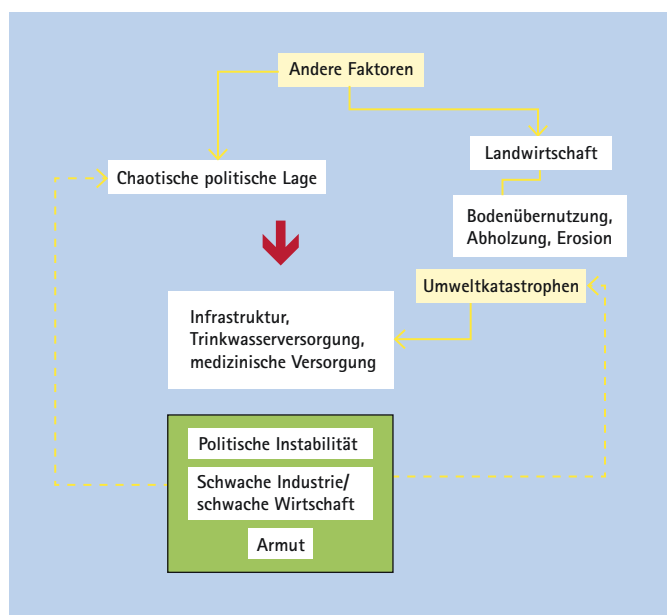 Andere Faktoren
Landwirtschaft
Chaotische politische Lage
Bodenübernutzung,
Abholzung, Erosion
Umweltkatastrophen
Infrastruktur,
Trinkwasserversorgung,
medizinische Versorgung
Politische Instabilität
Schwache Industrie/
schwache Wirtschaft
Armut